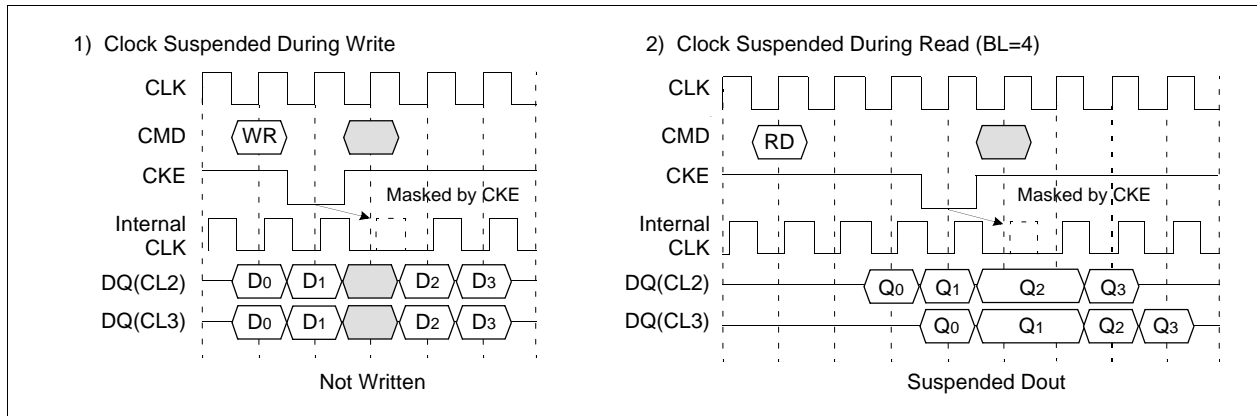 1) Clock Suspended During Write
CLK
CMD
WR
CKE
Masked by CKE
Internal
CLK
DQ(CL2)
D0 D1 D2 D3
DQ(CL3)
D0 D1 D2 D3
Not Written
2) Clock Suspended During Read (BL=4)
CLK
CMD
RD
CKE
Masked by CKE
Internal
CLK
DQ(CL2)
Q0 Q1 Q2 Q3
DQ(CL3)
Q0 Q1 Q2 Q3
Suspended Dout